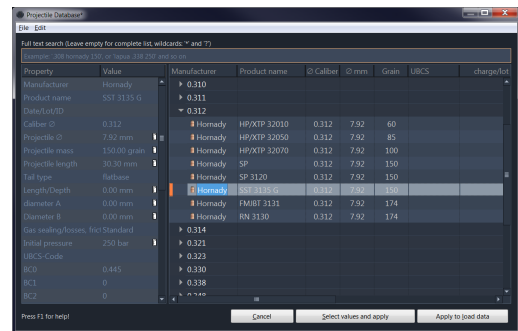 Projectile Database*
File Edit
Full text search (Leave empty for complete list, wildcards: '*' and '?')
Example: '308 hornady 150', or 'lapua .338 250' and so on
Property Value
Manufacturer Hornady
Product name SST 3135 G
Date/Lot/ID
Caliber ∅ 0.312
Projectile ∅ 7.92 mm
Projectile mass 150.00 grain
Projectile length 30.30 mm
Tail type flatbase
Length/Depth 0.00 mm
diameter A 0.00 mm
Diameter B 0.00 mm
Gas sealing/losses, frict Standard
Initial pressure 250 bar
UBCS-Code
BC0 0.445
BC1 0
BC2 0
Manufacturer Product name ∅ Caliber ∅ mm Grain UBCS charge/lot
0.310
0.311
0.312
Hornady HP/XTP 32010 0.312 7.92 60
Hornady HP/XTP 32050 0.312 7.92 85
Hornady HP/XTP 32070 0.312 7.92 100
Hornady SP 0.312 7.92 150
Hornady SP 3120 0.312 7.92 150
Hornady SST 3135 G 0.312 7.92 150
Hornady FMJBT 3131 0.312 7.92 174
Hornady RN 3130 0.312 7.92 174
0.314
0.321
0.323
0.330
0.338
0.348
Press F1 for help!
Cancel
Select values and apply
Apply to load data